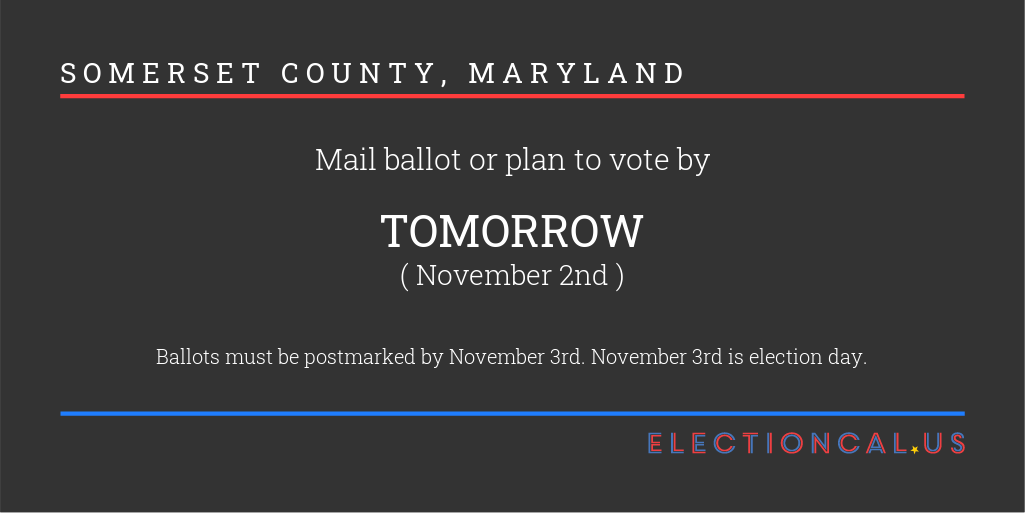 SOMERSET COUNTY, MARYLAND
Mail ballot or plan to vote by
TOMORROW
( November 2nd )
Ballots must be postmarked by November 3rd. November 3rd is election day.
ELECTIONCAL.US